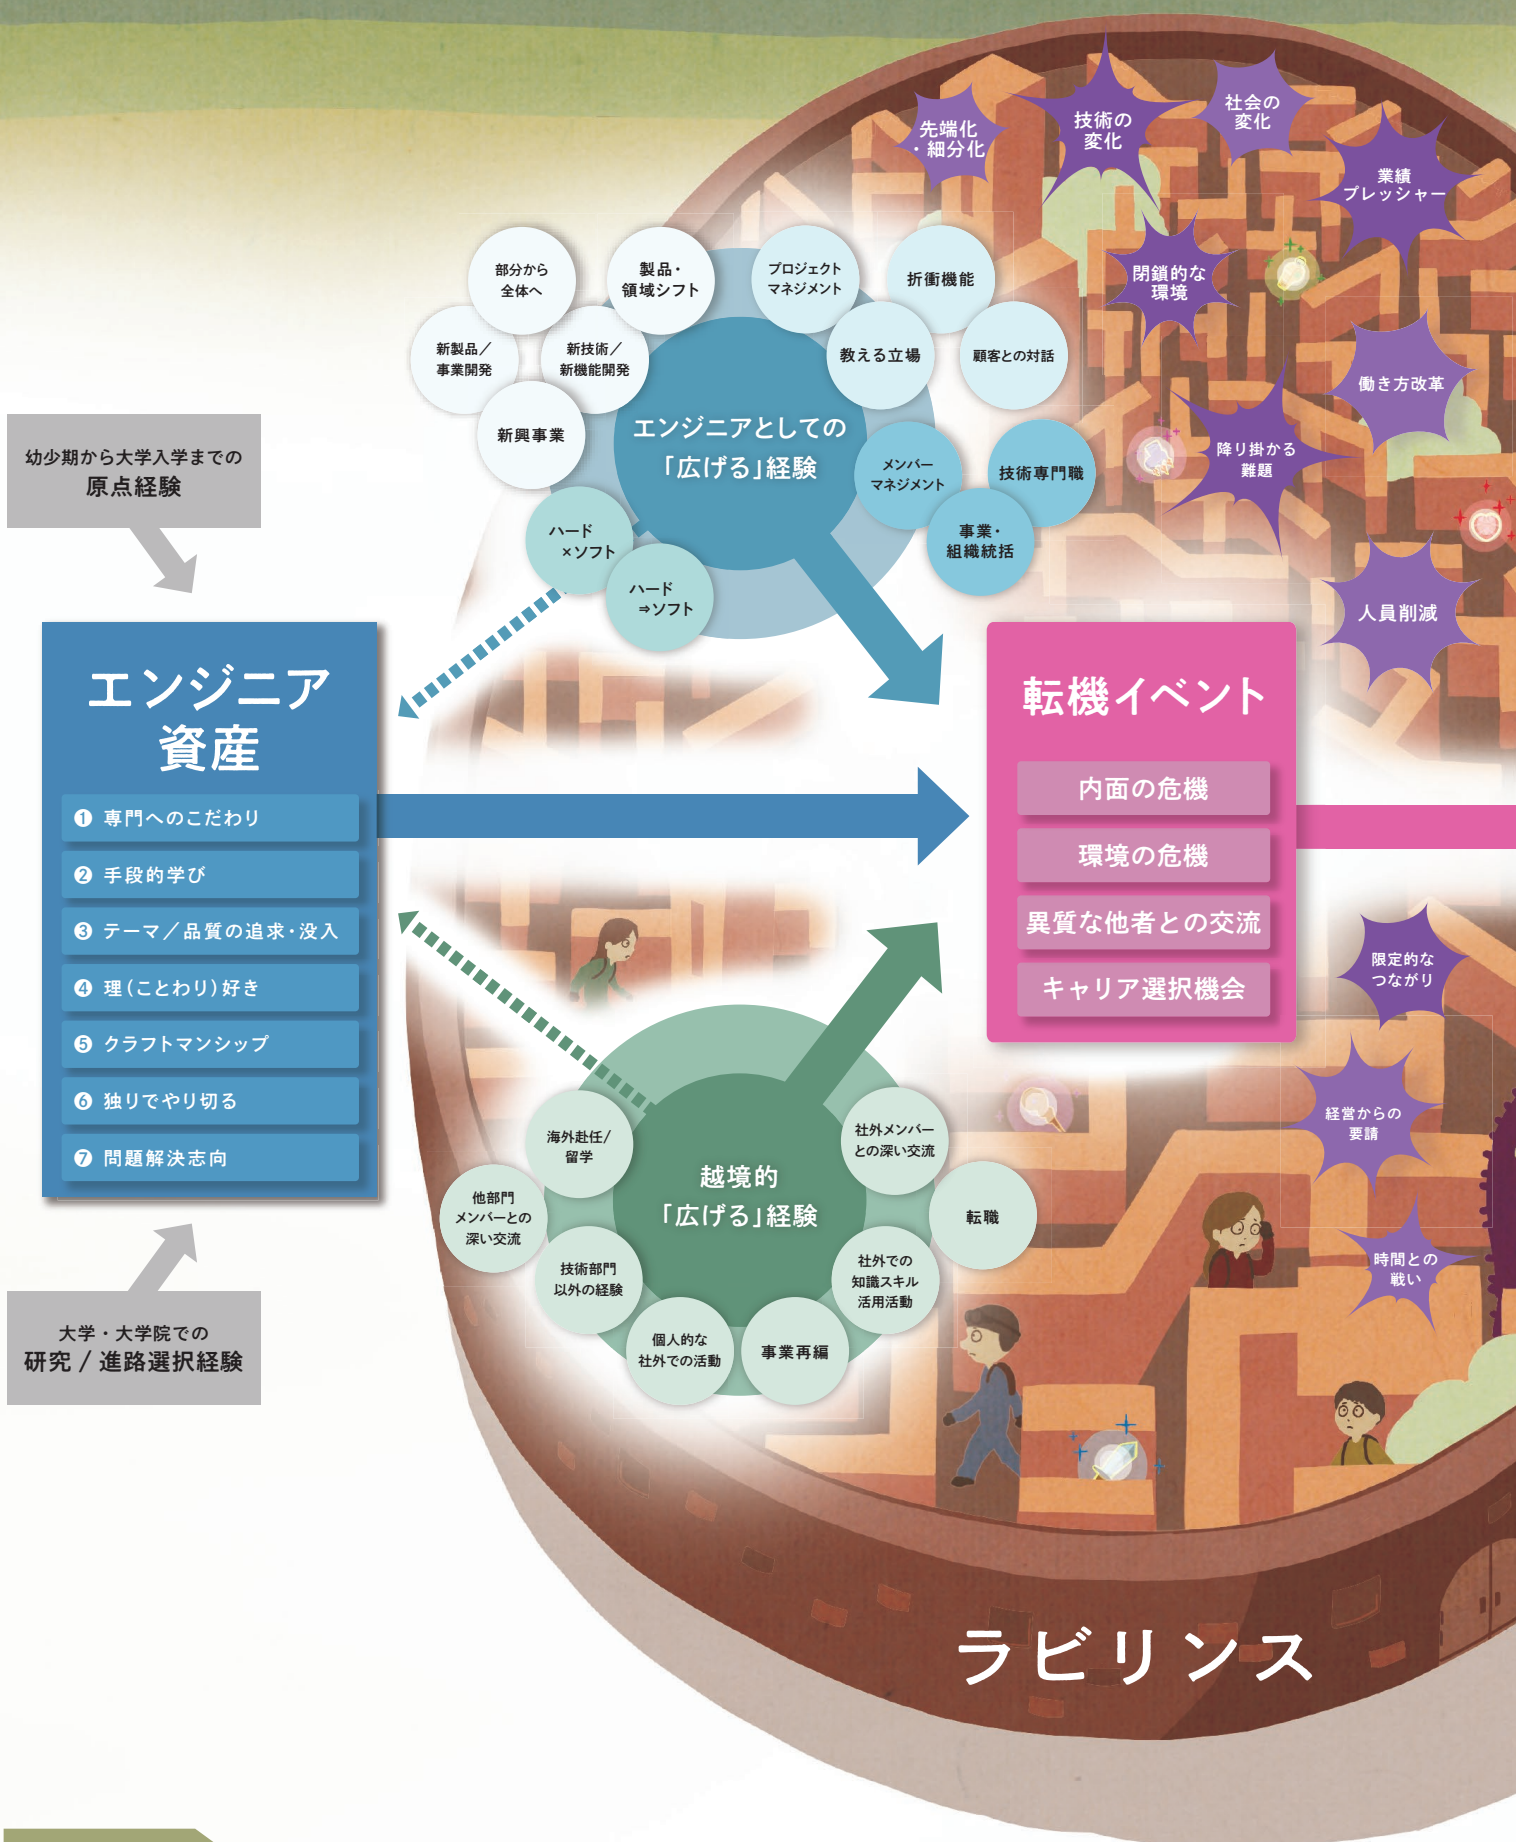 先端化
・細分化
技術の
変化
社会の
変化
業績
プレッシャー
閉鎖的な
環境
働き方改革
降り掛かる
難題
人員削減
部分から
全体へ
製品・
領域シフト
新製品／
事業開発
新技術／
新機能開発
新興事業
プロジェクト
マネジメント
折衝機能
教える立場
顧客との対話
エンジニアとしての
「広げる」経験
メンバー
マネジメント
技術専門職
事業・
組織統括
ハード
×ソフト
ハード
⇒ソフト
幼少期から大学入学までの
原点経験
エンジニア
資産
❶ 専門へのこだわり
❷ 手段的学び
❸ テーマ／品質の追求・没入
❹ 理（ことわり）好き
❺ クラフトマンシップ
❻ 独りでやり切る
❼ 問題解決志向
大学・大学院での
研究 / 進路選択経験
転機イベント
内面の危機
環境の危機
異質な他者との交流
キャリア選択機会
限定的な
つながり
経営からの
要請
時間との
戦い
海外赴任/
留学
他部門
メンバーとの
深い交流
技術部門
以外の経験
個人的な
社外での活動
事業再編
社外での
知識スキル
活用活動
転職
社外メンバー
との深い交流
越境的
「広げる」経験
ラビリンス